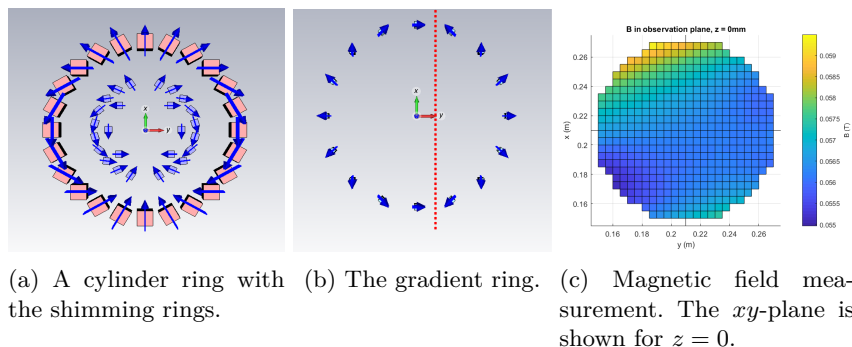 x
y
x
y
B in observation plane, z = 0mm
0.26
0.24
0.22
0.2
0.18
0.16
x (m)
0.16 0.18 0.2 0.22 0.24 0.26
y (m)
0.059
0.0585
0.058
0.0575
0.057
0.0565
0.056
0.0555
0.055
B (T)
(a) A cylinder ring with
the shimming rings.
(b) The gradient ring.
(c) Magnetic field mea-
surement. The xy-plane is
shown for z = 0.